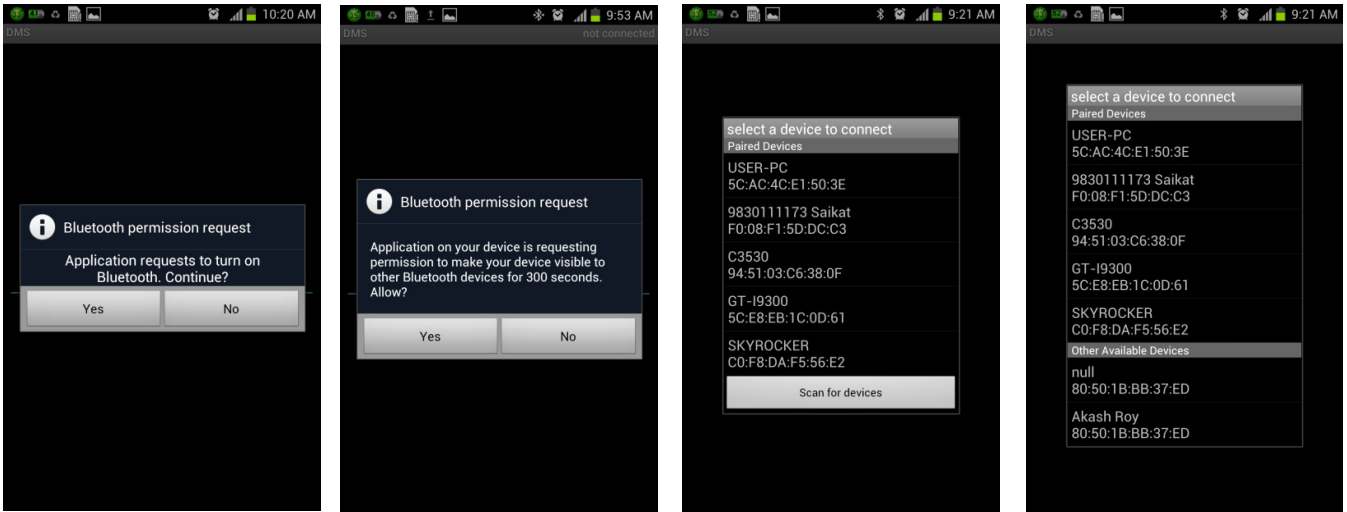 10:20 AM
DMS
Bluetooth permission request
Application requests to turn on
Bluetooth. Continue?
Yes
No
9:53 AM
DMS
not connected
Bluetooth permission request
Application on your device is requesting
permission to make your device visible to
other Bluetooth devices for 300 seconds.
Allow?
Yes
No
9:21 AM
DMS
select a device to connect
Paired Devices
USER-PC
5C:AC:4C:E1:50:3E
9830111173 Saikat
F0:08:F1:5D:DC:C3
C3530
94:51:03:C6:38:0F
GT-I9300
5C:E8:EB:1C:0D:61
SKYROCKER
C0:F8:DA:F5:56:E2
Scan for devices
9:21 AM
DMS
select a device to connect
Paired Devices
USER-PC
5C:AC:4C:E1:50:3E
9830111173 Saikat
F0:08:F1:5D:DC:C3
C3530
94:51:03:C6:38:0F
GT-I9300
5C:E8:EB:1C:0D:61
SKYROCKER
C0:F8:DA:F5:56:E2
Other Available Devices
null
80:50:1B:BB:37:ED
Akash Roy
80:50:1B:BB:37:ED